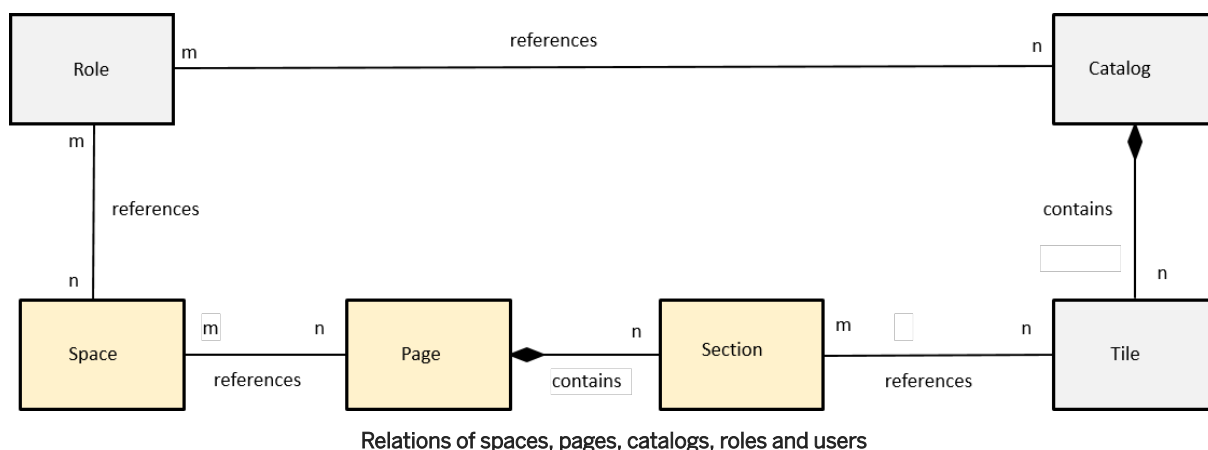 references
m
n
Role
Catalog
m
references
contains
n
n
m
n
n
m
n
Space
Page
Section
Tile
references
contains
references
Relations of spaces, pages, catalogs, roles and users